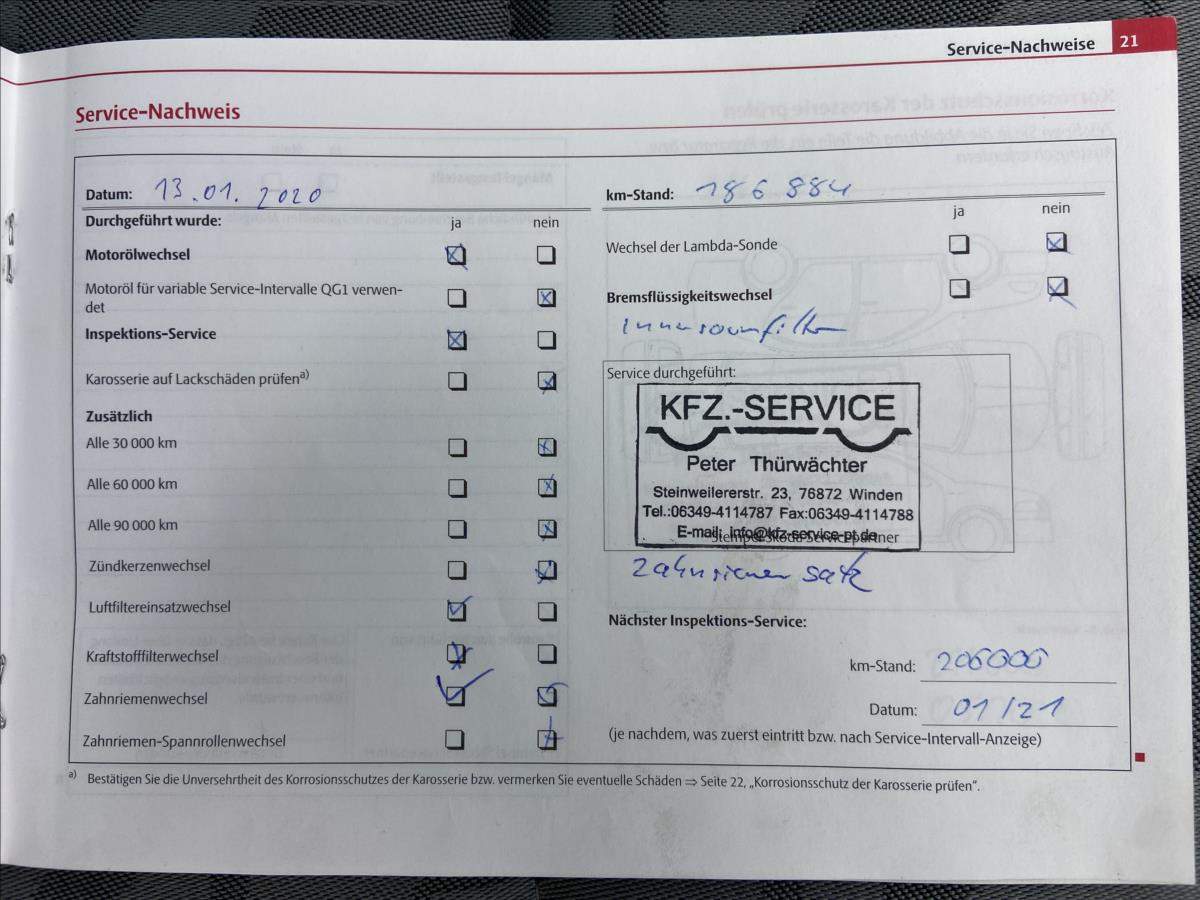 Service-Nachweise 21
Service-Nachweis
Datum: 13.01.2020
Durchgeführt wurde: ja nein
Motorölwechsel
Motoröl für variable Service-Intervalle QG1 verwen-
det
Inspektions-Service
Karosserie auf Lackschäden prüfen a)
Zusätzlich
Alle 30 000 km
Alle 60 000 km
Alle 90 000 km
Zündkerzenwechsel
Luftfiltereinsatzwechsel
Kraftstofffilterwechsel
Zahnriemenwechsel
Zahnriemen-Spannrollenwechsel
km-Stand: 186 884
ja nein
Wechsel der Lambda-Sonde
Bremsflüssigkeitswechsel
Innenraumfilter
Service durchgeführt:
KFZ.-SERVICE
Peter Thürwächter
Steinweilererstr. 23, 76872 Winden
Tel.:06349-4114787 Fax:06349-4114788
E-mail: info@kfz-service-pt.de
Stempel Škoda Servicepartner
Zahnriemen satz
Nächster Inspektions-Service:
km-Stand: 206000
Datum: 01/21
(je nachdem, was zuerst eintritt bzw. nach Service-Intervall-Anzeige)
a) Bestätigen Sie die Unversehrtheit des Korrosionsschutzes der Karosserie bzw. vermerken Sie eventuelle Schäden ⇒ Seite 22, „Korrosionsschutz der Karosserie prüfen“.